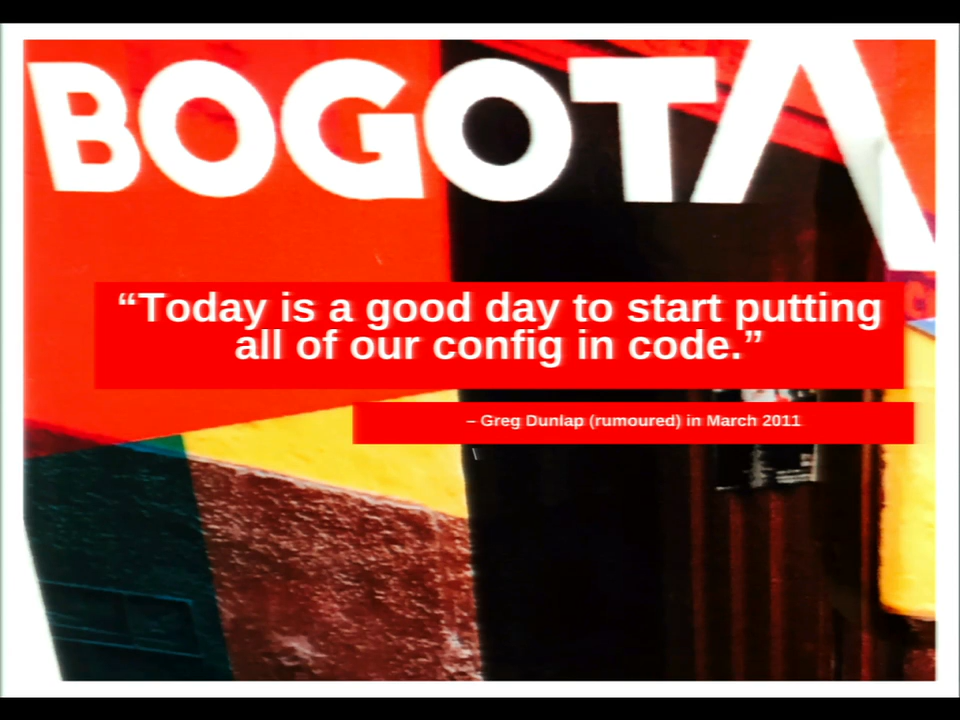 BOGOTA
“Today is a good day to start putting
all of our config in code.”
– Greg Dunlap (rumoured) in March 2011